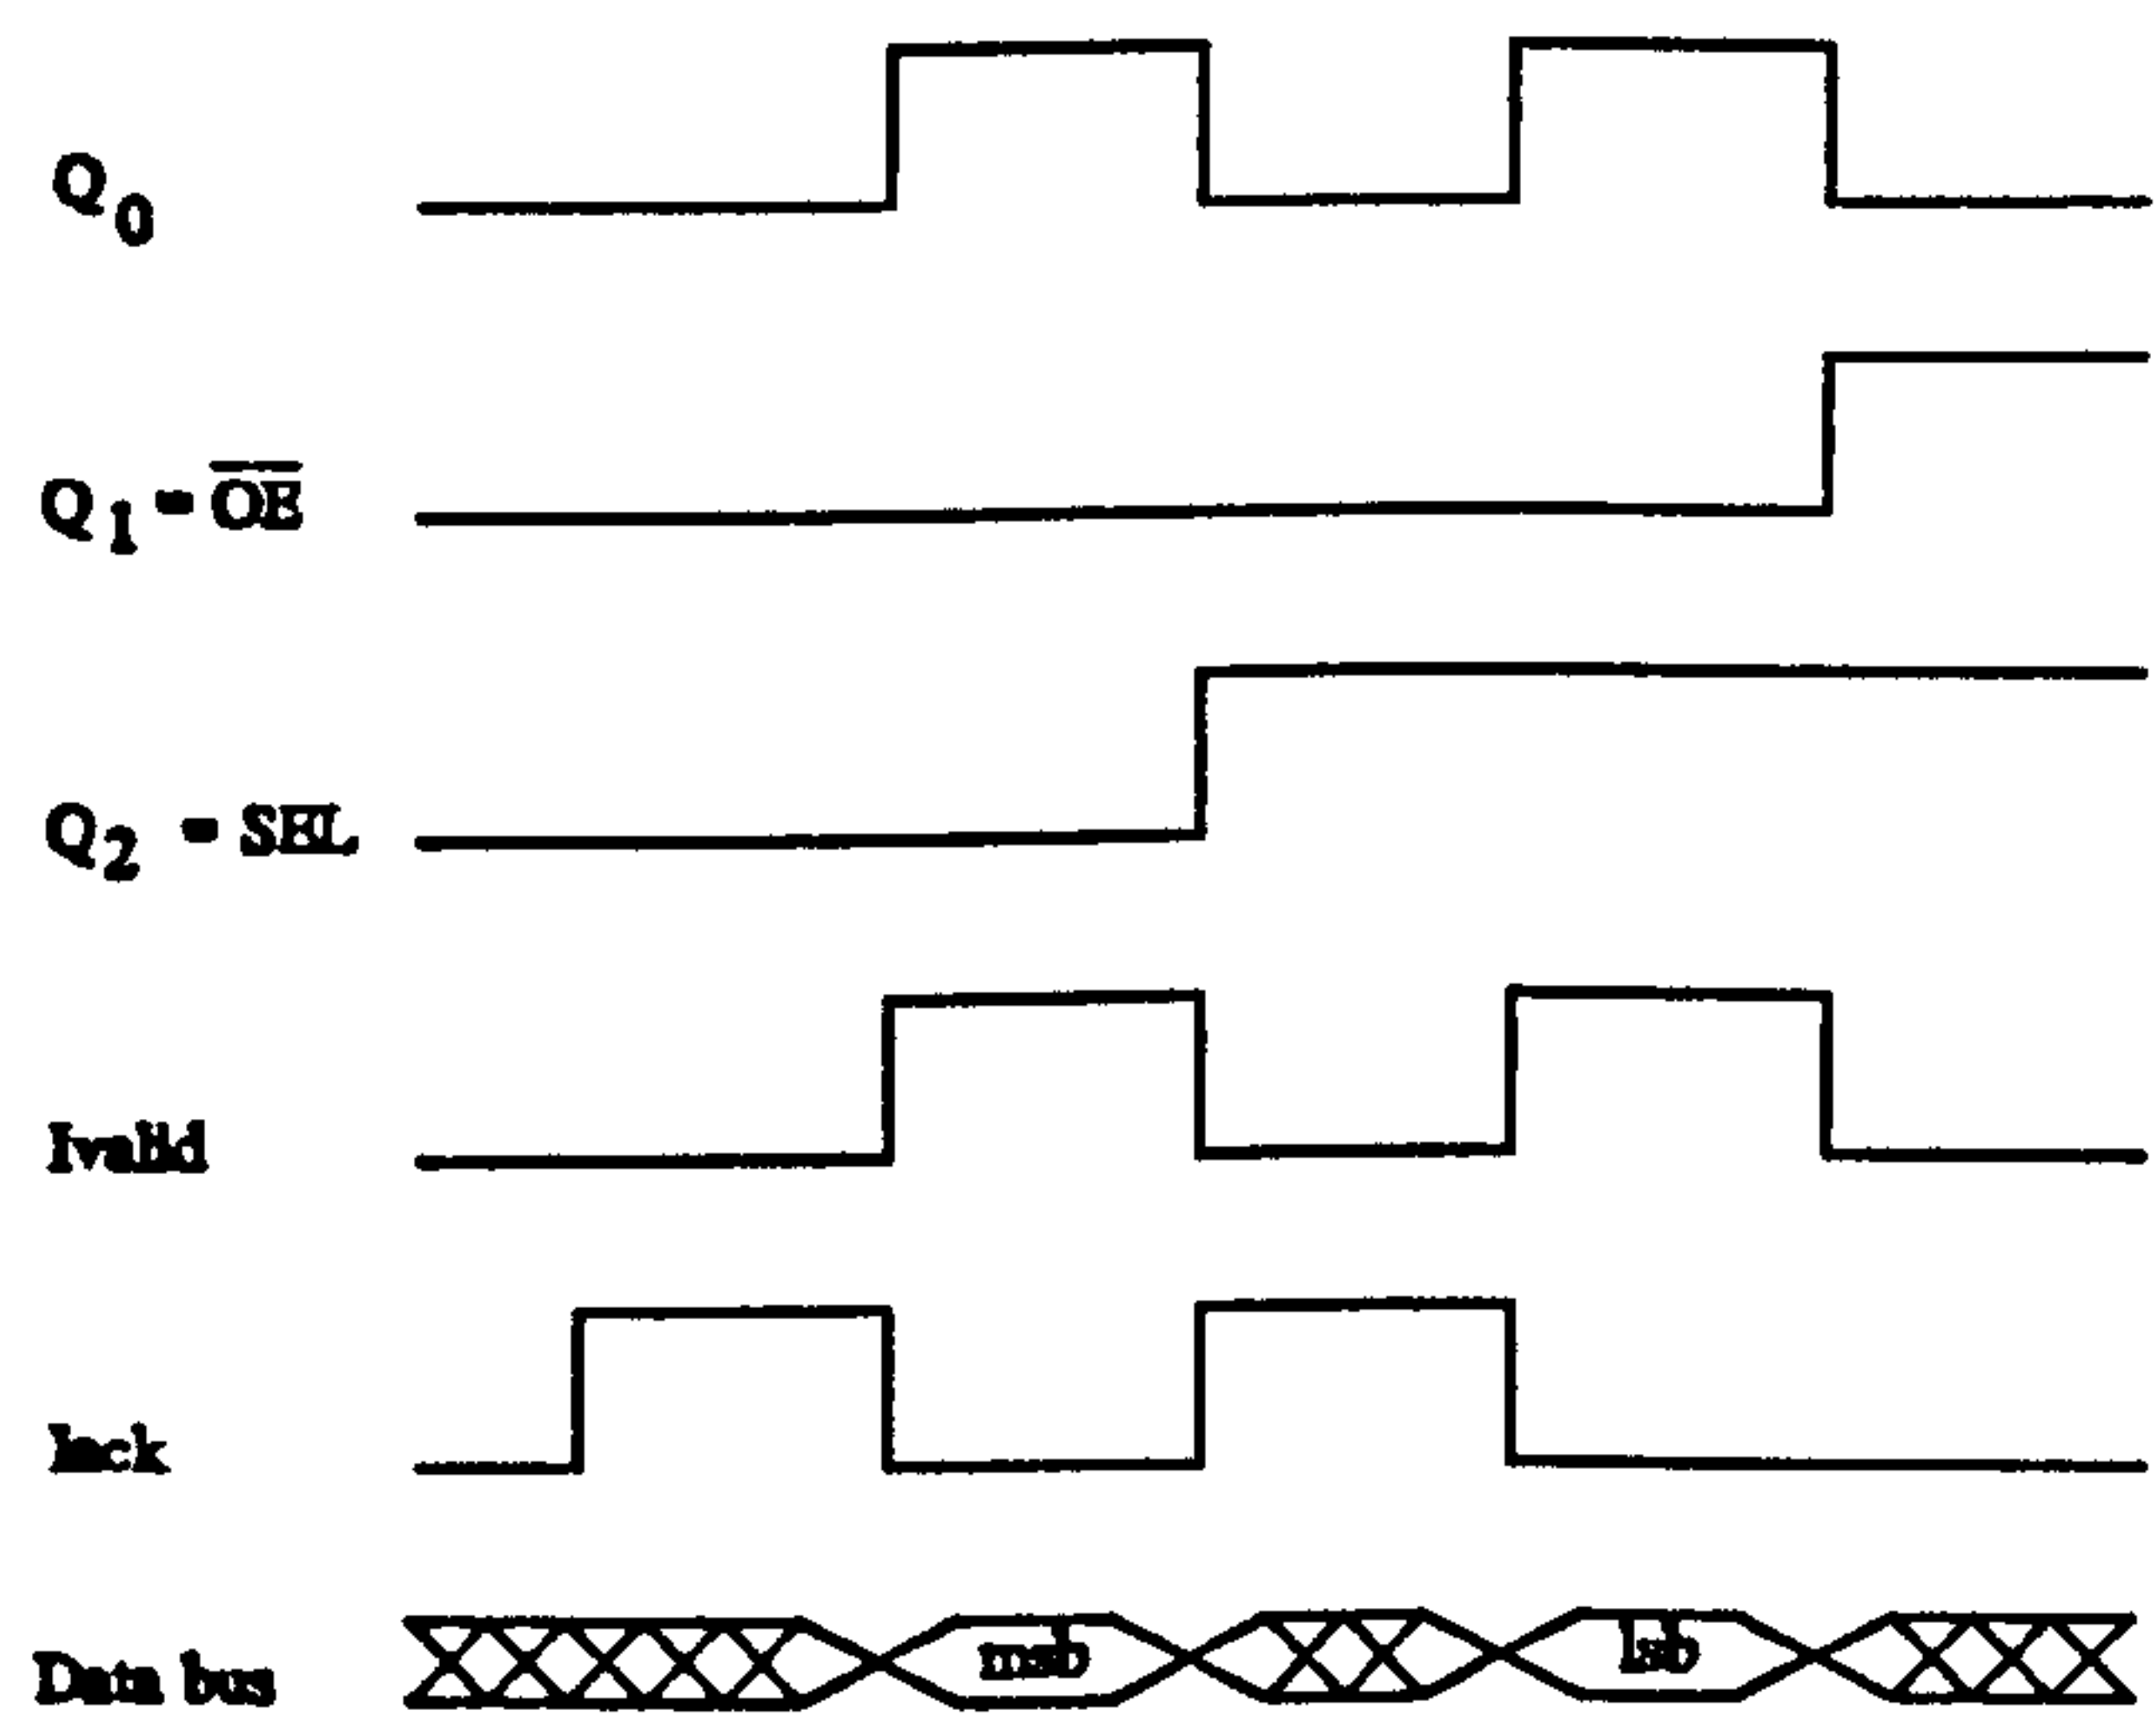 Q0
Q1 - OE
Q2 - SEL
Ivalid
Iack
Data bus
msb
lsb